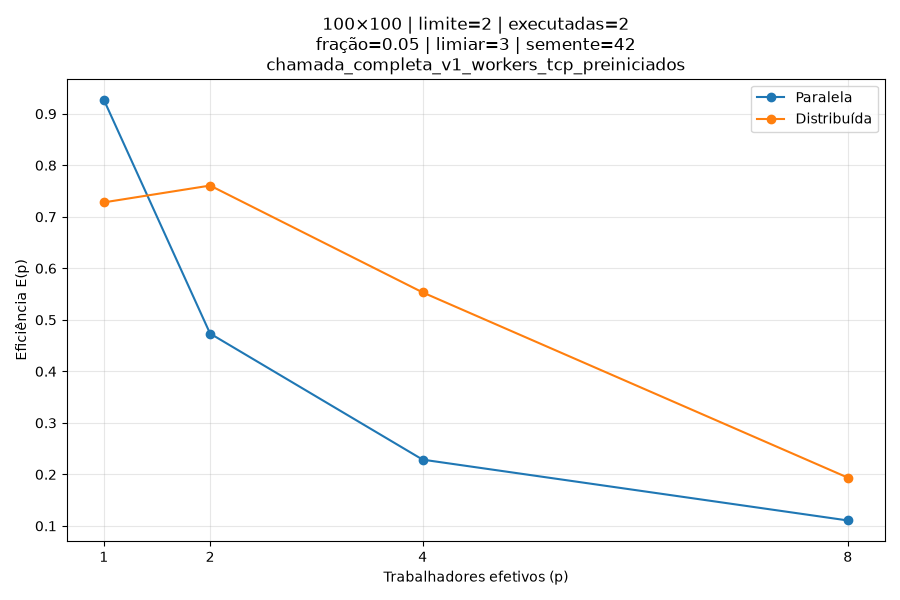 100×100 | limite=2 | executadas=2
fração=0.05 | limiar=3 | semente=42
chamada_completa_v1_workers_tcp_preiniciados
Paralela
Distribuída
Eficiência E(p)
0.9
0.8
0.7
0.6
0.5
0.4
0.3
0.2
0.1
1 2 4 8
Trabalhadores efetivos (p)